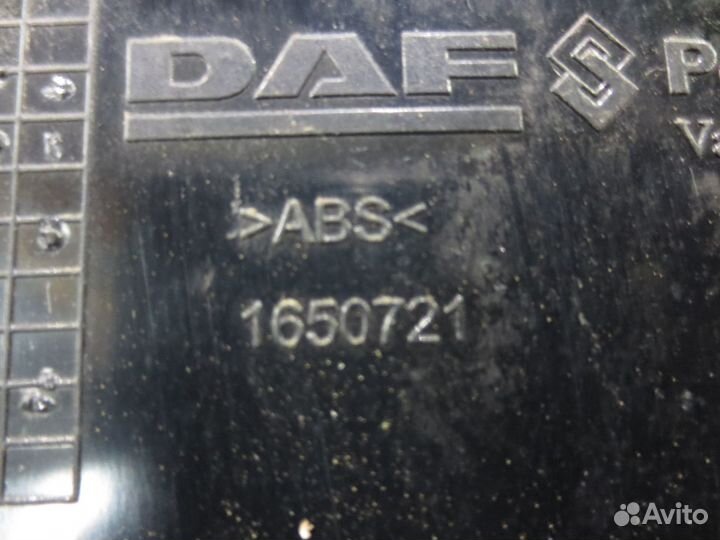 DAF
>ABS<
1650721
Avito